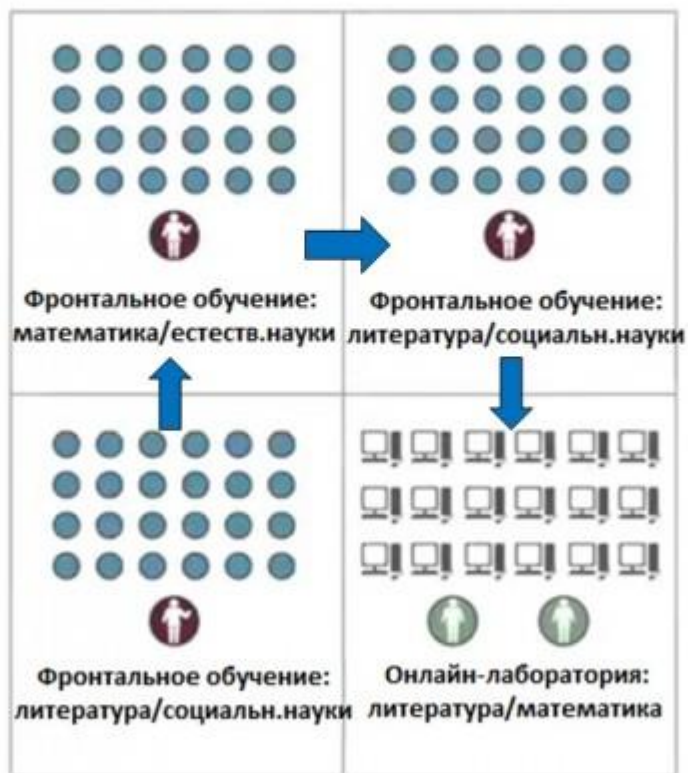 Фронтальное обучение:
математика/естеств.науки
Фронтальное обучение:
литература/социальн.науки
Фронтальное обучение:
литература/социальн.науки
Онлайн-лаборатория:
литература/математика